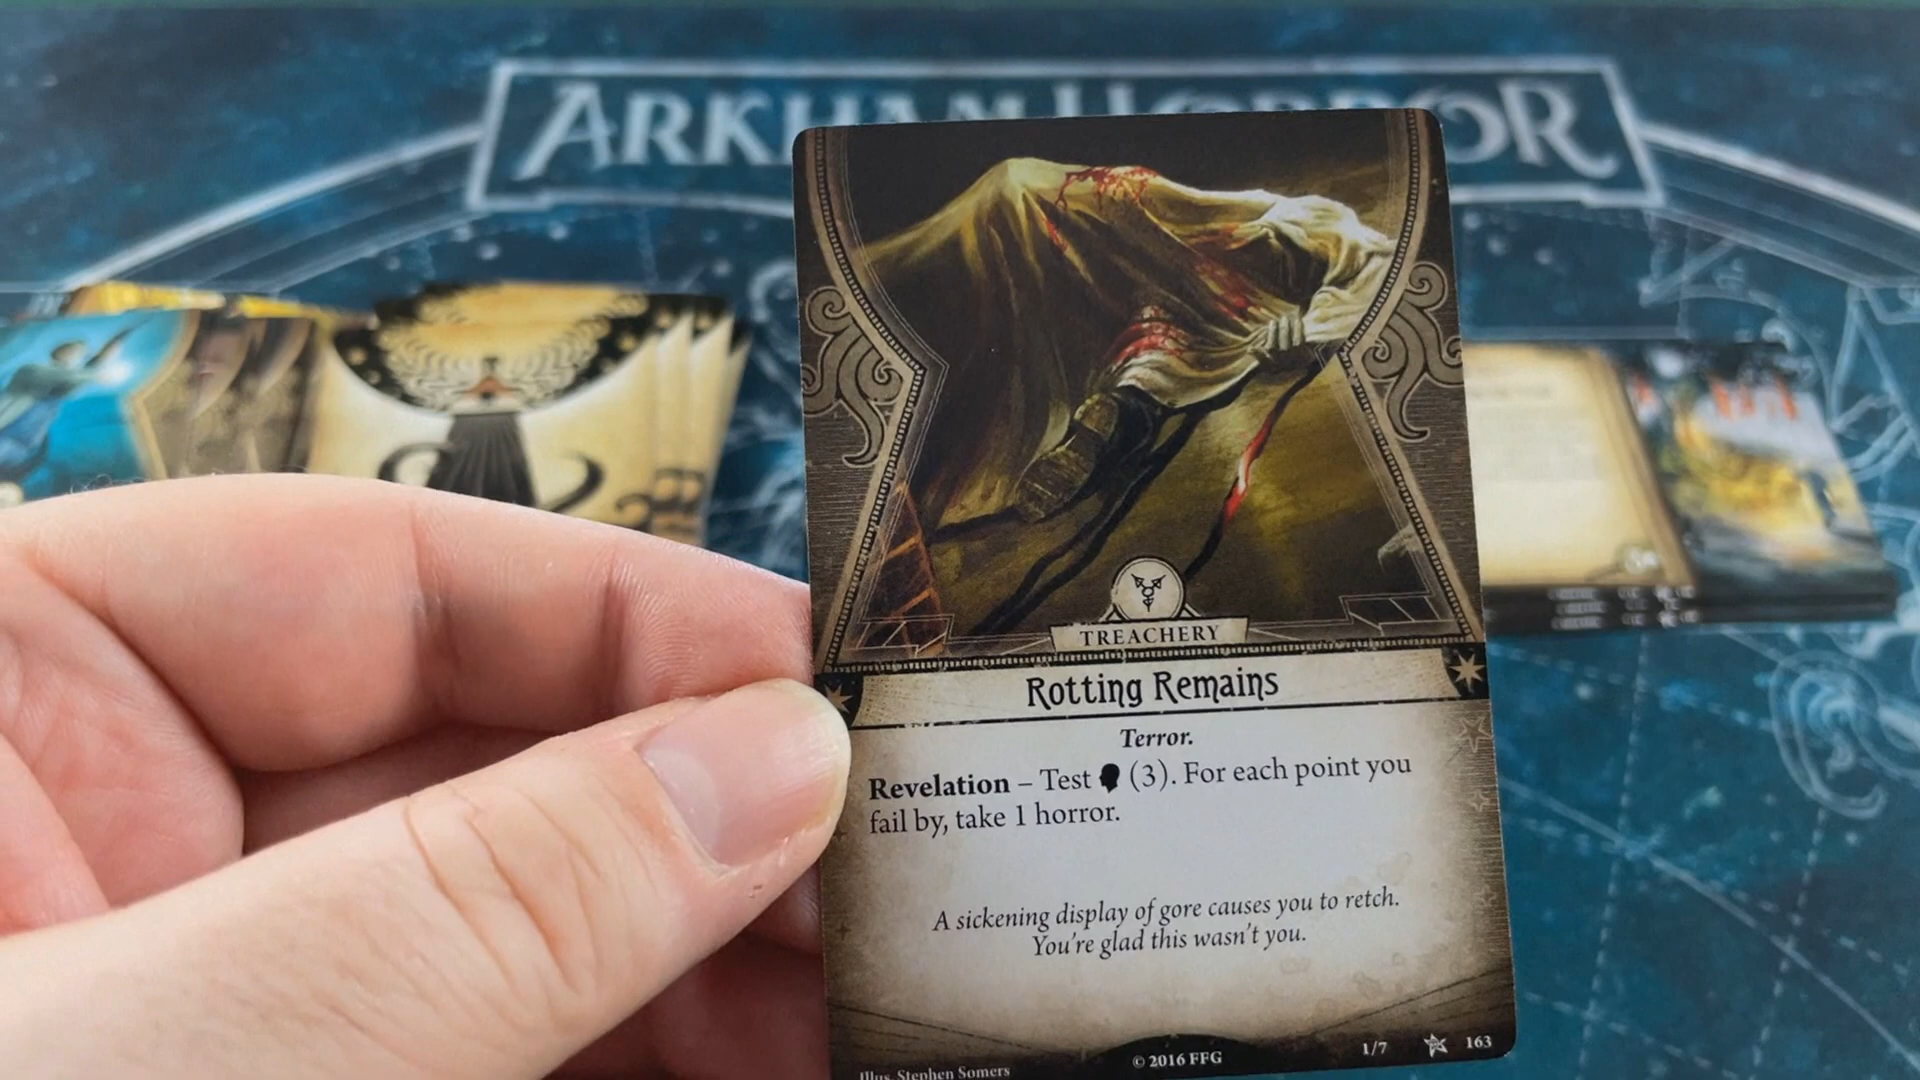 ARKHAM HORROR
TREACHERY
Rotting Remains
Terror.
Revelation – Test (3). For each point you
fail by, take 1 horror.
A sickening display of gore causes you to retch.
You're glad this wasn't you.
Illus. Stephen Somers
© 2016 FFG
1/7
163